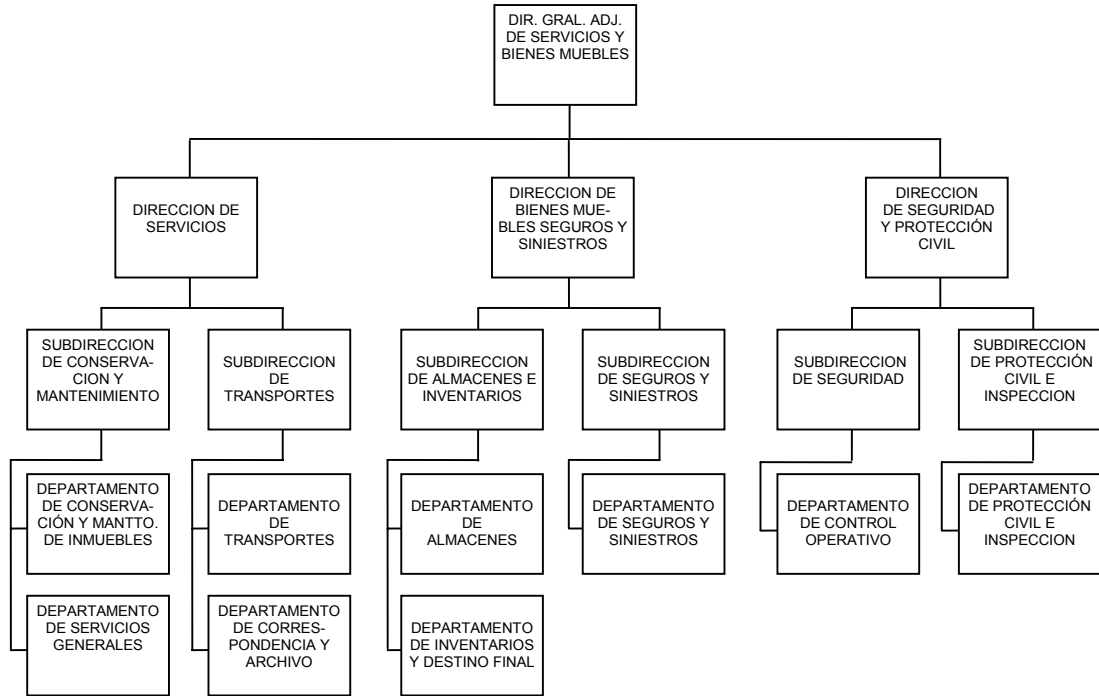 DIR. GRAL. ADJ.
DE SERVICIOS Y
BIENES MUEBLES
DIRECCION DE
SERVICIOS
DIRECCION DE
BIENES MUE-
BLES SEGUROS Y
SINIESTROS
DIRECCION
DE SEGURIDAD
Y PROTECCIÓN
CIVIL
SUBDIRECCION
DE CONSERVA-
CION Y
MANTENIMIENTO
SUBDIRECCION
DE
TRANSPORTES
SUBDIRECCION
DE ALMACENES E
INVENTARIOS
SUBDIRECCION
DE SEGUROS Y
SINIESTROS
SUBDIRECCION
DE SEGURIDAD
SUBDIRECCION
DE PROTECCIÓN
CIVIL E
INSPECCION
DEPARTAMENTO
DE CONSERVA-
CIÓN Y MANTTO.
DE INMUEBLES
DEPARTAMENTO
DE
TRANSPORTES
DEPARTAMENTO
DE
ALMACENES
DEPARTAMENTO
DE SEGUROS Y
SINIESTROS
DEPARTAMENTO
DE CONTROL
OPERATIVO
DEPARTAMENTO
DE PROTECCIÓN
CIVIL E
INSPECCION
DEPARTAMENTO
DE SERVICIOS
GENERALES
DEPARTAMENTO
DE CORRES-
PONDENCIA Y
ARCHIVO
DEPARTAMENTO
DE INVENTARIOS
Y DESTINO FINAL